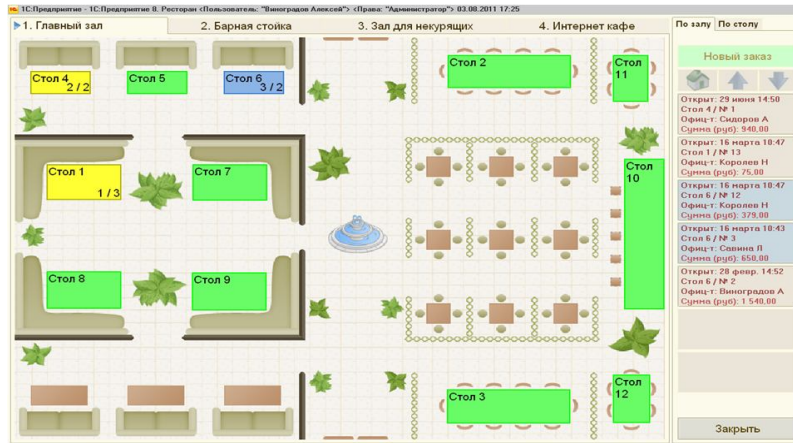 1С:Предприятие - 1С:Предприятие 8. Ресторан <Пользователь: "Виноградов Алексей"> <Права: "Администратор"> 03.08.2011 17:25
1. Главный зал
2. Барная стойка
3. Зал для некурящих
4. Интернет кафе
По залу
По столу
Стол 4
2 / 2
Стол 5
Стол 6
3 / 2
Стол 2
Стол
11
Стол 1
1 / 3
Стол 7
Стол
10
Стол 8
Стол 9
Стол 3
Стол
12
Новый заказ
Открыт: 29 июня 14:50
Стол 4 / № 1
Офиц-т: Сидоров А
Сумма (руб): 940,00
Открыт: 16 марта 18:47
Стол 1 / № 13
Офиц-т: Королев Н
Сумма (руб): 75,00
Открыт: 16 марта 18:47
Стол 6 / № 12
Офиц-т: Королев Н
Сумма (руб): 379,00
Открыт: 16 марта 18:43
Стол 6 / № 3
Офиц-т: Савина Л
Сумма (руб): 650,00
Открыт: 28 февр. 14:52
Стол 6 / № 2
Офиц-т: Виноградов А
Сумма (руб): 1 540,00
Закрыть